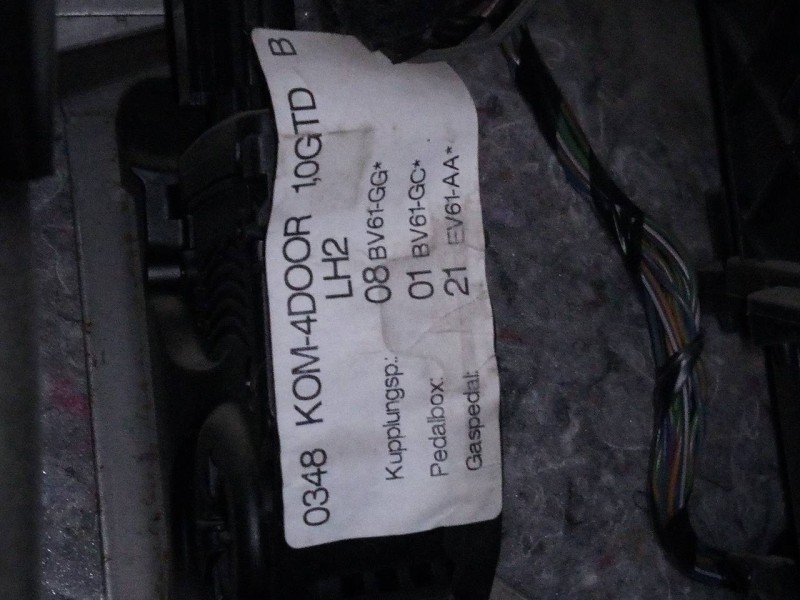 0348 KOM-4DOOR 1,0GTD B
LH2
Kupplungsp.: 08 BV61-GG*
Pedalbox: 01 BV61-GC*
Gaspedal: 21 EV61-AA*